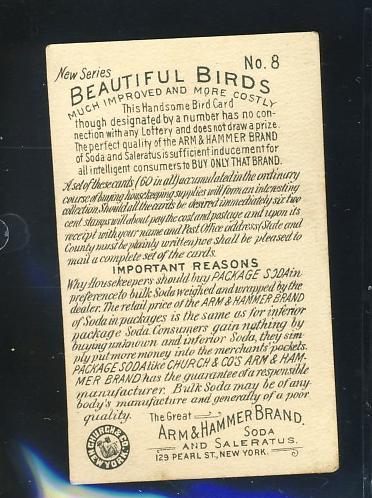 New Series No. 8
BEAUTIFUL BIRDS
MUCH IMPROVED AND MORE COSTLY
This Handsome Bird Card
though designated by a number has no con-
nection with any Lottery and does not draw a prize.
The perfect quality of the ARM & HAMMER BRAND
of Soda and Saleratus is sufficient inducement for
all intelligent consumers to BUY ONLY THAT BRAND.
A set of these cards (60 in all) accumulated in the ordinary
course of buying housekeeping supplies will form an interesting
collection. Should all the cards be desired immediately six two
cent stamps will about pay the cost and postage and upon its
receipt with your name and Post Office address (State and
County must be plainly written) we shall be pleased to
mail a complete set of the cards.
IMPORTANT REASONS
Why Housekeepers should buy PACKAGE SODA in
preference to bulk Soda weighed and wrapped by the
dealer. The retail price of the ARM & HAMMER BRAND
of Soda in packages is the same as for inferior
package Soda. Consumers gain nothing by
buying unknown and inferior Soda, they sim-
ply put more money into the merchants' pockets.
PACKAGE SODA like CHURCH & CO'S ARM & HAM-
MER BRAND has the guarantee of a responsible
manufacturer. Bulk Soda may be of any-
body's manufacture and generally of a poor
quality.
The Great
ARM & HAMMER BRAND.
SODA
AND SALERATUS.
129 PEARL ST., NEW YORK.
CHURCH & CO.
NEW YORK